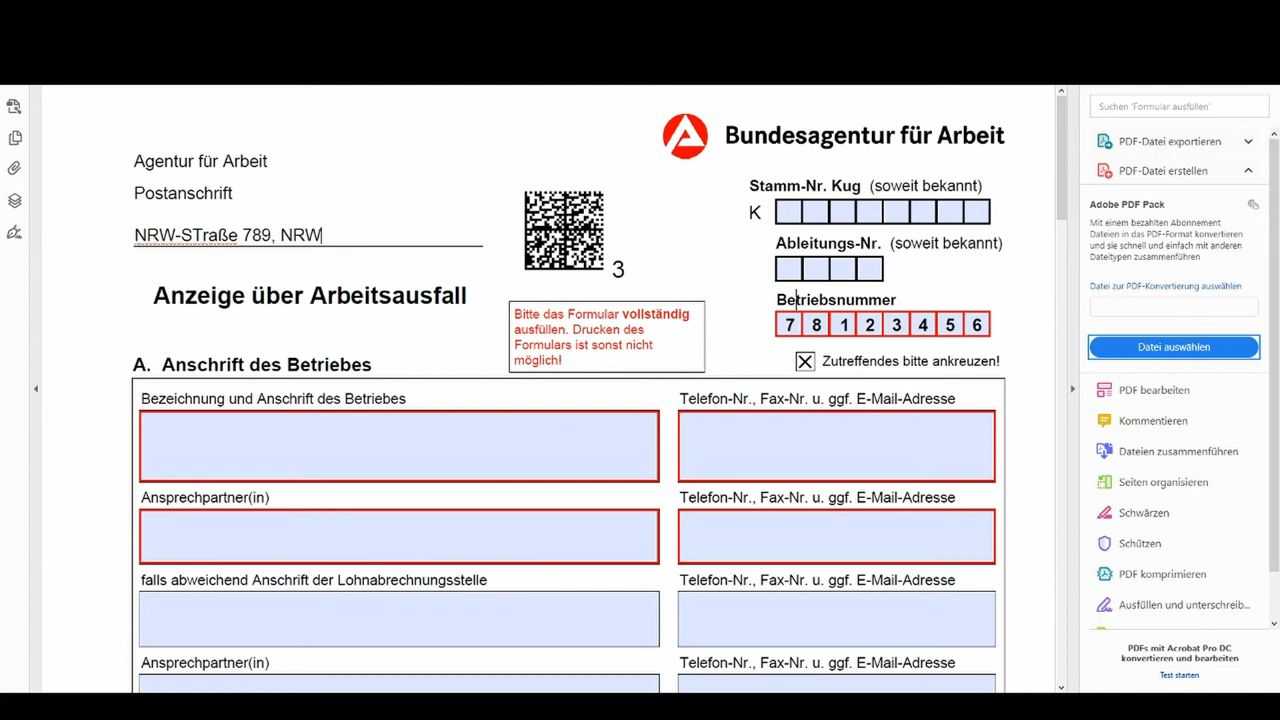 Bundesagentur für Arbeit
Agentur für Arbeit
Postanschrift
NRW-STraße 789, NRW
3
Stamm-Nr. Kug (soweit bekannt)
K
Ableitungs-Nr. (soweit bekannt)
Anzeige über Arbeitsausfall
Betriebsnummer
7 8 1 2 3 4 5 6
Bitte das Formular vollständig
ausfüllen. Drucken des
Formulars ist sonst nicht
möglich!
Zutreffendes bitte ankreuzen!
A. Anschrift des Betriebes
Bezeichnung und Anschrift des Betriebes
Telefon-Nr., Fax-Nr. u. ggf. E-Mail-Adresse
Ansprechpartner(in)
Telefon-Nr., Fax-Nr. u. ggf. E-Mail-Adresse
falls abweichend Anschrift der Lohnabrechnungsstelle
Telefon-Nr., Fax-Nr. u. ggf. E-Mail-Adresse
Ansprechpartner(in)
Telefon-Nr., Fax-Nr. u. ggf. E-Mail-Adresse
Suchen 'Formular ausfüllen'
PDF-Datei exportieren
PDF-Datei erstellen
Adobe PDF Pack
Mit einem bezahlten Abonnement
Dateien in das PDF-Format konvertieren
und sie schnell und einfach mit anderen
Dateitypen zusammenführen
Datei zur PDF-Konvertierung auswählen
Datei auswählen
PDF bearbeiten
Kommentieren
Dateien zusammenführen
Seiten organisieren
Schwärzen
Schützen
PDF komprimieren
Ausfüllen und unterschreib...
PDFs mit Acrobat Pro DC
konvertieren und bearbeiten
Test starten